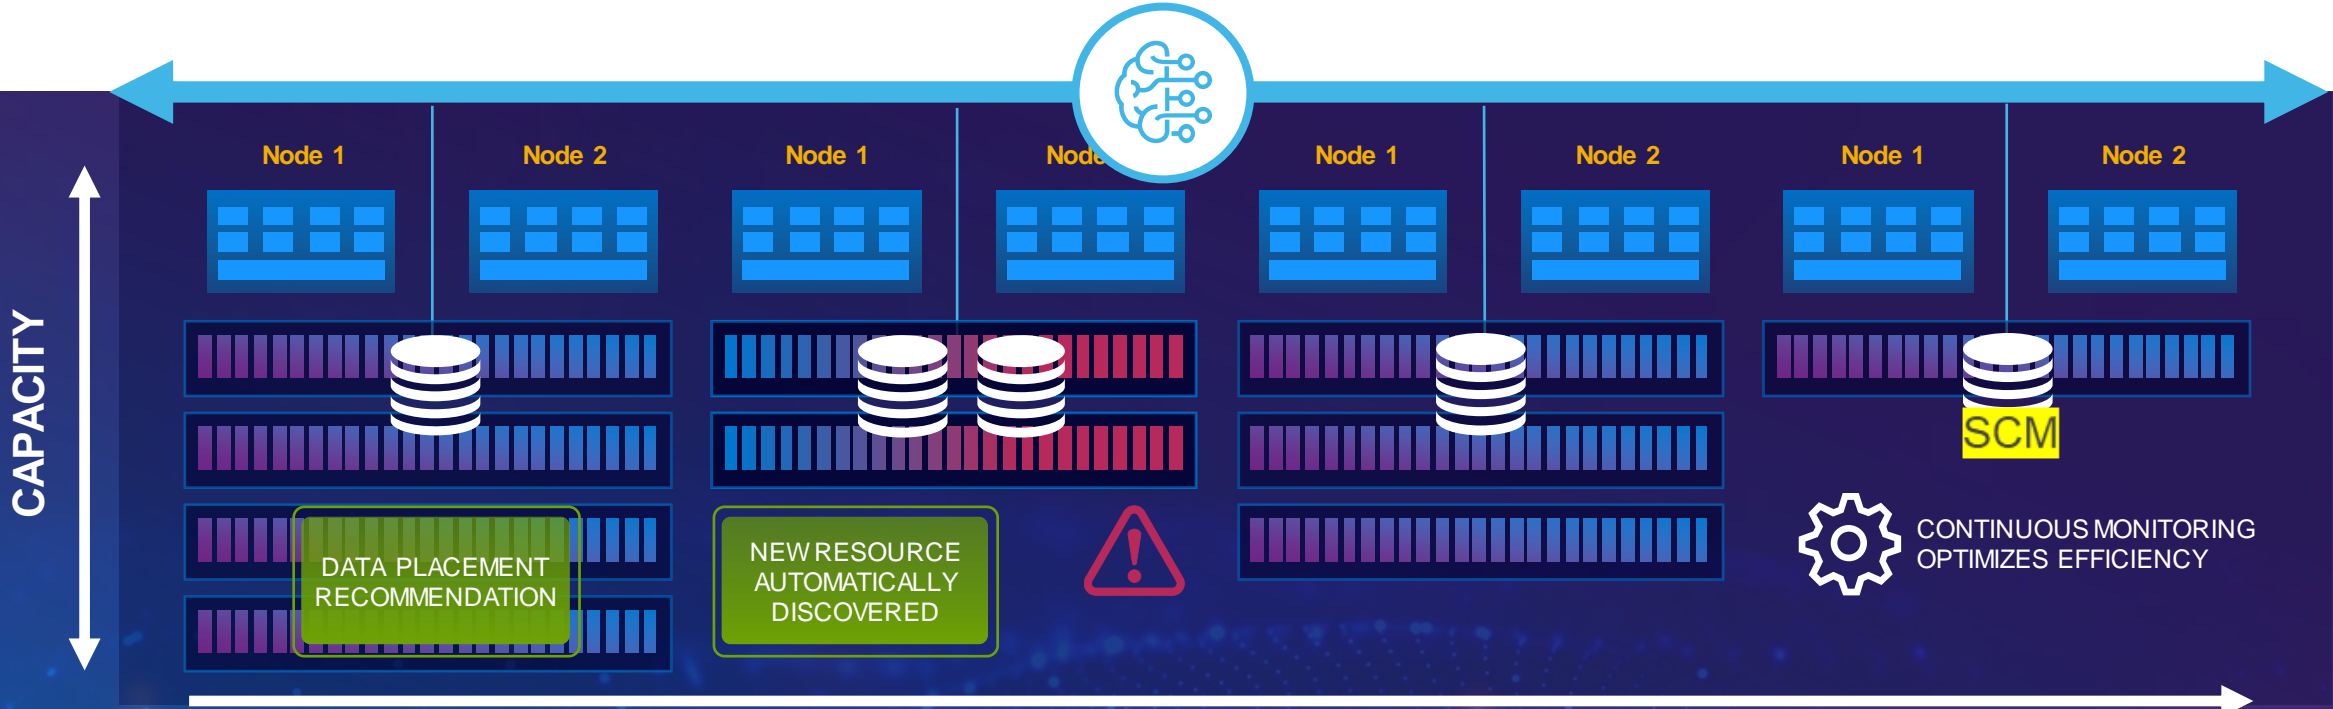 Node 1
Node 2
Node 1
Node
Node 1
Node 2
Node 1
Node 2
CAPACITY
SCM
DATA PLACEMENT
RECOMMENDATION
NEW RESOURCE
AUTOMATICALLY
DISCOVERED
CONTINUOUS MONITORING
OPTIMIZES EFFICIENCY